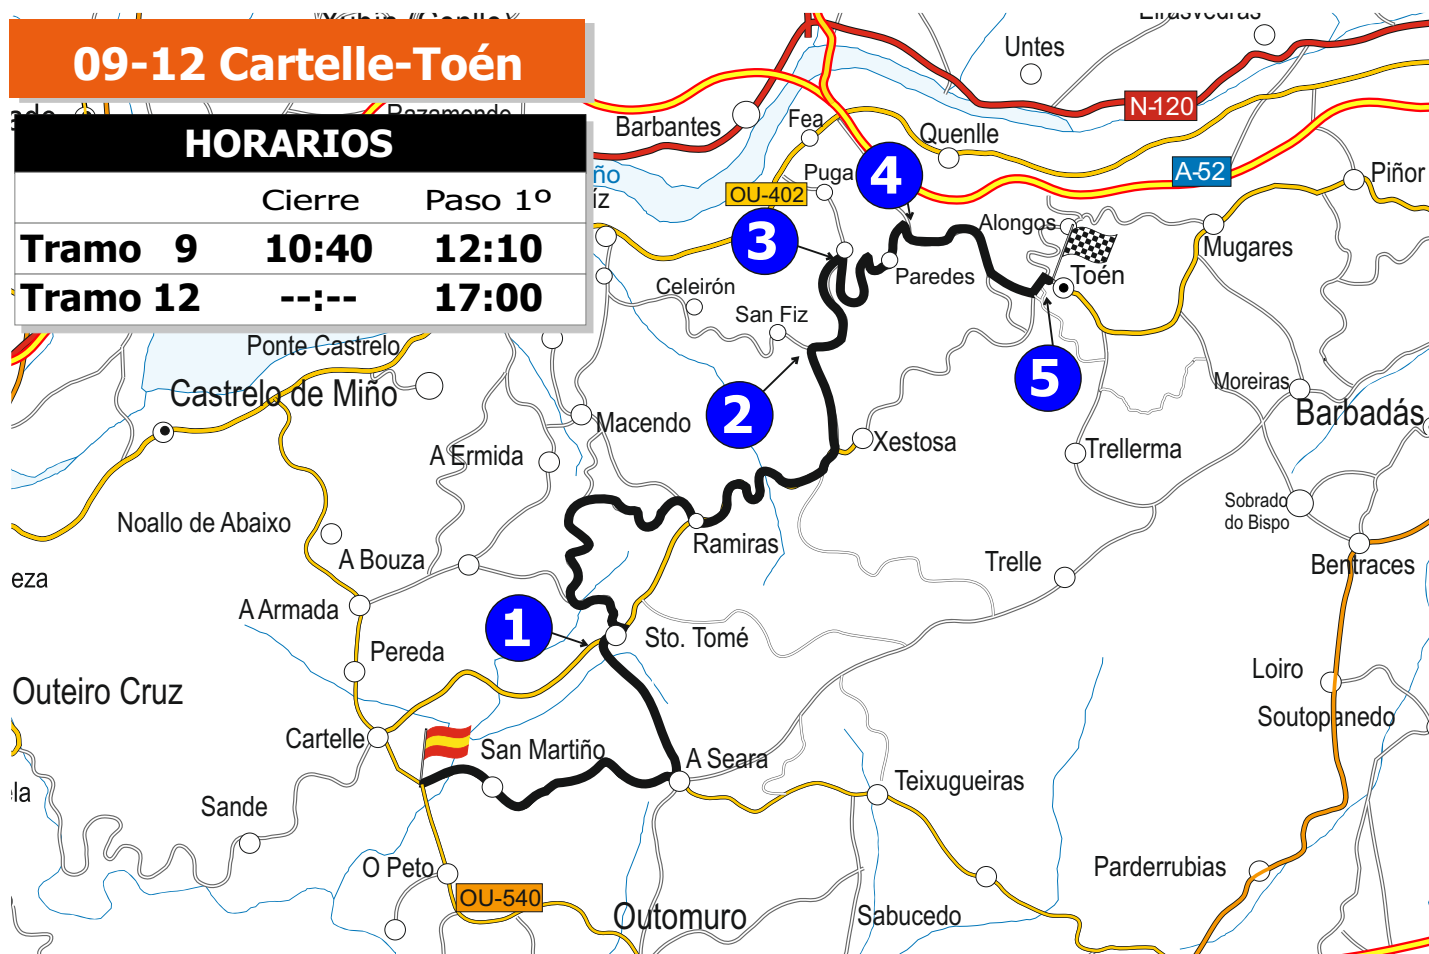 09-12 Cartelle-Toén
HORARIOS
Cierre Paso 1º
Tramo 9 10:40 12:10
Tramo 12 --:-- 17:00
Untes
N-120
Barbantes
Fea
Quenlle
A-52
Piñor
Puga
4
OU-402
3
Alongos
Mugares
Paredes
Toén
Celeirón
San Fiz
Ponte Castrelo
Castrelo de Miño
2
5
Moreiras
Barbadás
Macendo
Xestosa
A Ermida
Trellerma
Sobrado
do Bispo
Noallo de Abaixo
Ramiras
A Bouza
Trelle
Bentraces
eza
A Armada
1
Sto. Tomé
Pereda
Loiro
Outeiro Cruz
Soutopanedo
Cartelle
San Martiño
A Seara
Teixugueiras
la
Sande
O Peto
Parderrubias
OU-540
Outomuro
Sabucedo